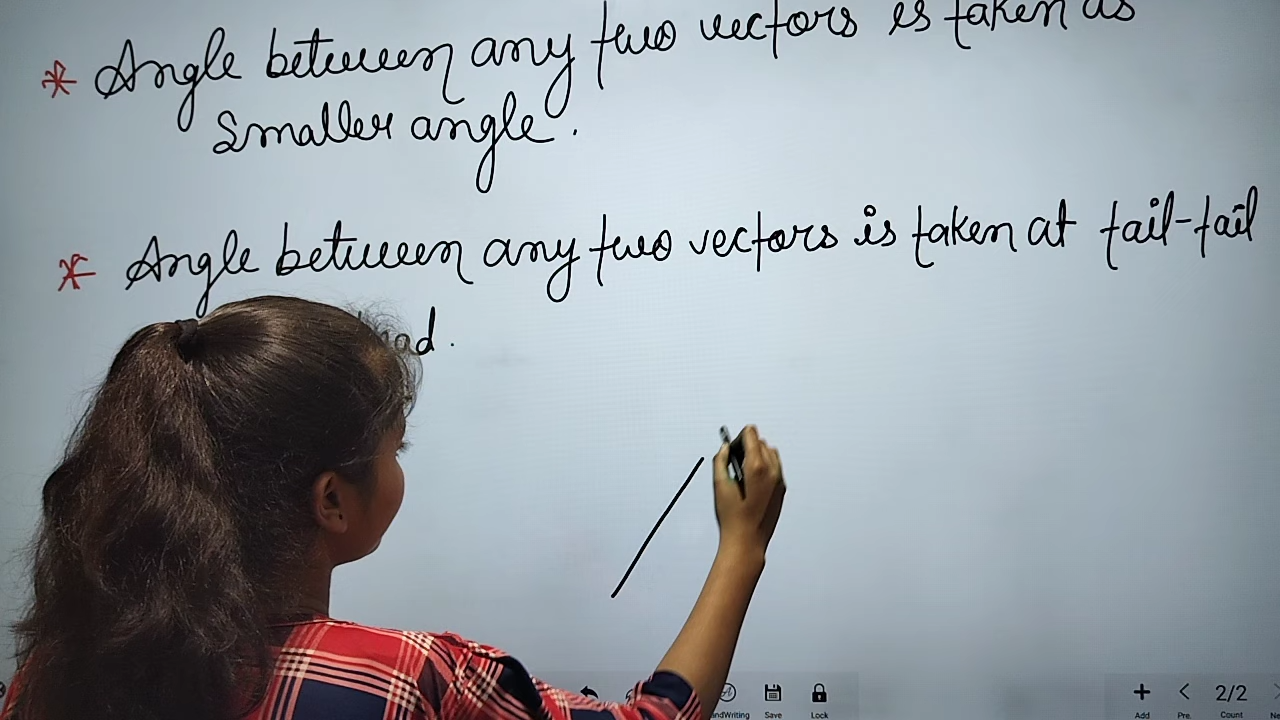 * Angle between any two vectors is taken as
smaller angle.
* Angle between any two vectors is taken at tail-tail
Save
Lock
Add
Pre.
2/2
Count